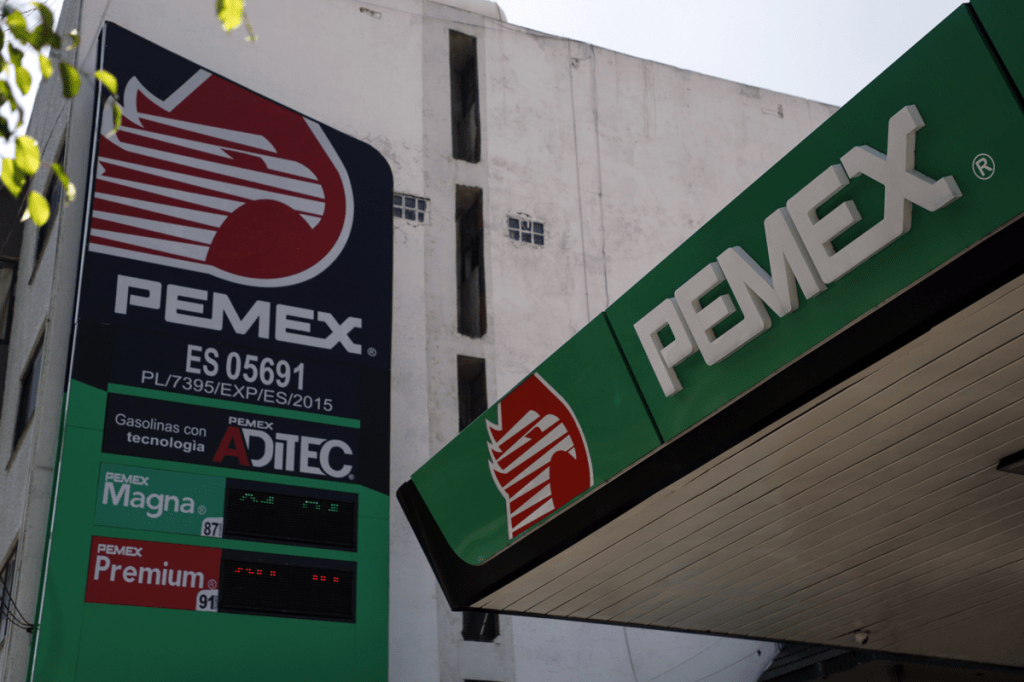 PEMEX®
ES 05691
PL/7395/EXP/ES/2015
Gasolinas con
tecnología
PEMEX
ADITEC®
PEMEX
Magna®
87
PEMEX
Premium®
91
PEMEX®